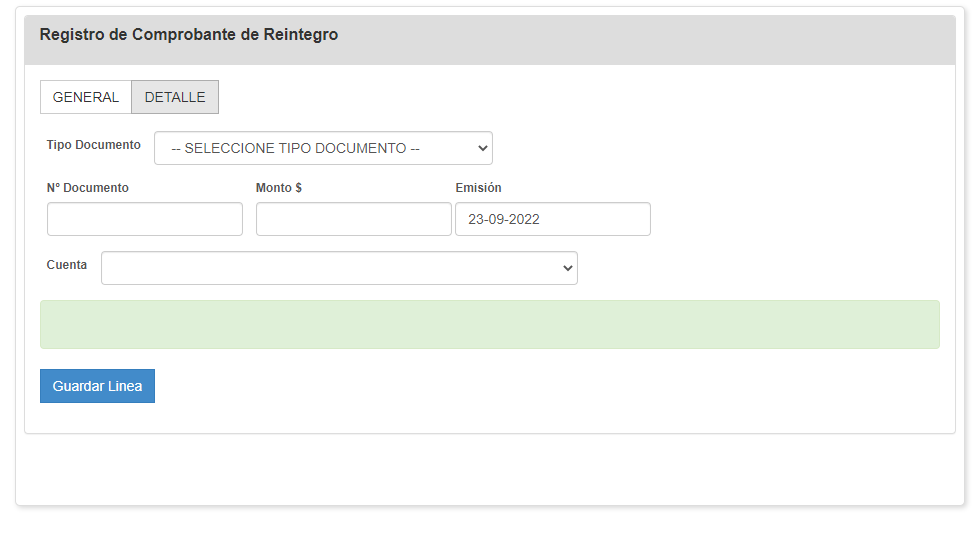 Registro de Comprobante de Reintegro
GENERAL DETALLE
Tipo Documento -- SELECCIONE TIPO DOCUMENTO --
Nº Documento Monto $ Emisión
23-09-2022
Cuenta
Guardar Linea